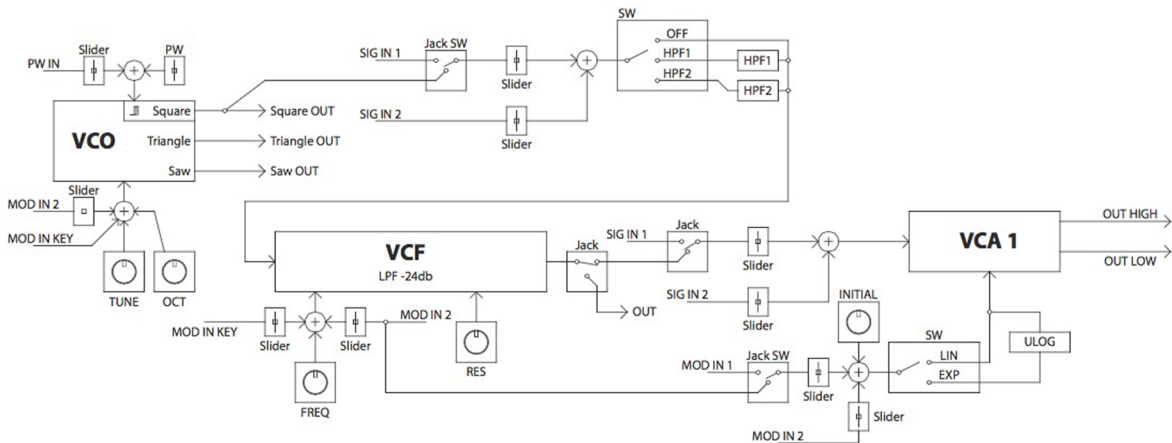 SW
OFF
HPF1
HPF1
HPF2
HPF2
SIG IN 1
Jack SW
Slider
SIG IN 2
Slider
Slider
PW
PW IN
Square
Square OUT
VCO
Triangle
Triangle OUT
Saw
Saw OUT
Slider
MOD IN 2
MOD IN KEY
TUNE
OCT
VCF
LPF -24db
Jack
SIG IN 1
Jack
Slider
OUT
SIG IN 2
Slider
VCA 1
OUT HIGH
OUT LOW
MOD IN KEY
Slider
Slider
MOD IN 2
FREQ
RES
INITIAL
MOD IN 1
Jack SW
Slider
SW
LIN
EXP
ULOG
Slider
MOD IN 2